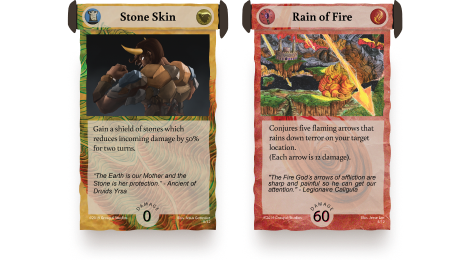 Stone Skin
Gain a shield of stones which
reduces incoming damage by 50%
for two turns.
"The Earth is our Mother and the
Stone is her protection." - Ancient of
Druids Yrsa
DAMAGE
0
Rain of Fire
Conjures five flaming arrows that
rains down terror on your target
location.
(Each arrow is 12 damage).
"The Fire God's arrows of affliction are
sharp and painful so he can get our
attention." - Legionaire Caligula
DAMAGE
60